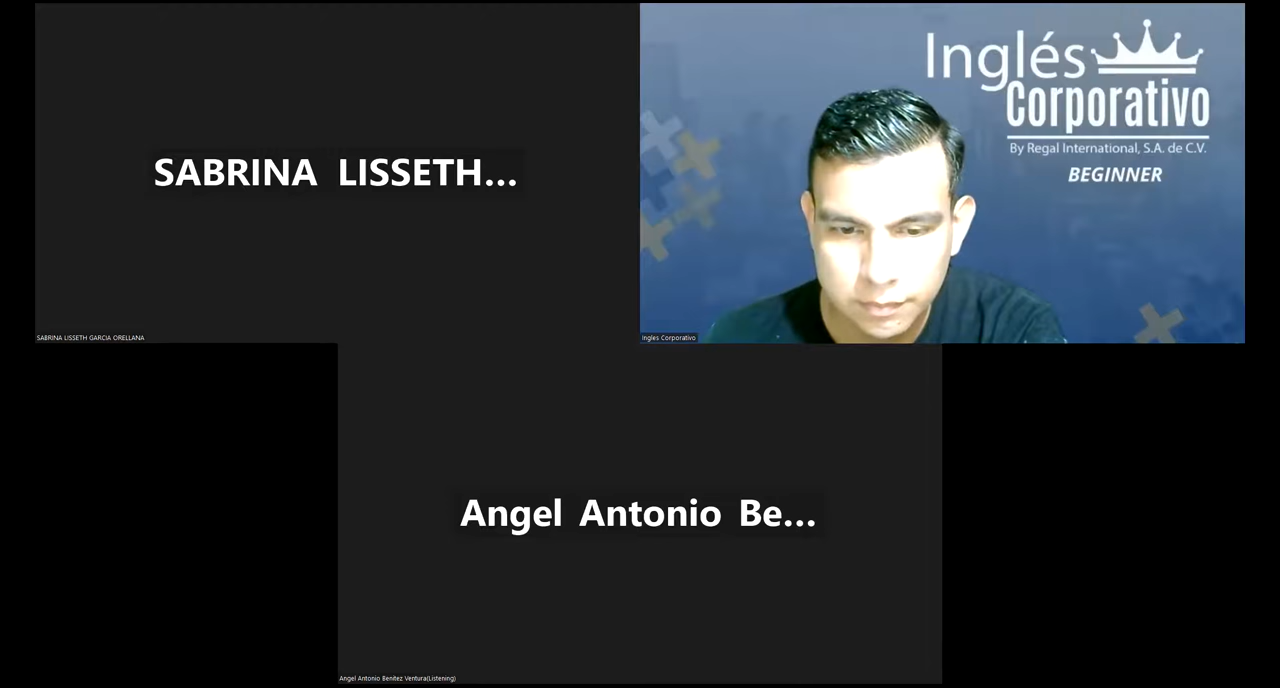 SABRINA LISSETH...
SABRINA LISSETH GARCIA ORELLANA
Inglés
Corporativo
By Regal International, S.A. de C.V.
BEGINNER
Ingles Corporativo
Angel Antonio Be...
Angel Antonio Benitez Ventura(Listening)